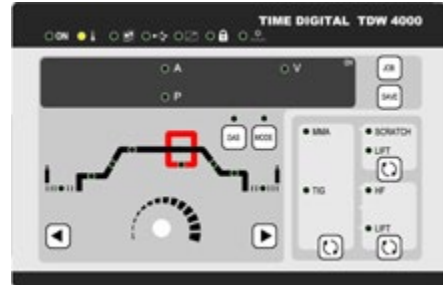 TIME DIGITAL TDW 4000
ON
A
V
P
JOB
SAVE
GAS
MODE
MMA
SCRATCH
LIFT
TIG
HF
LIFT